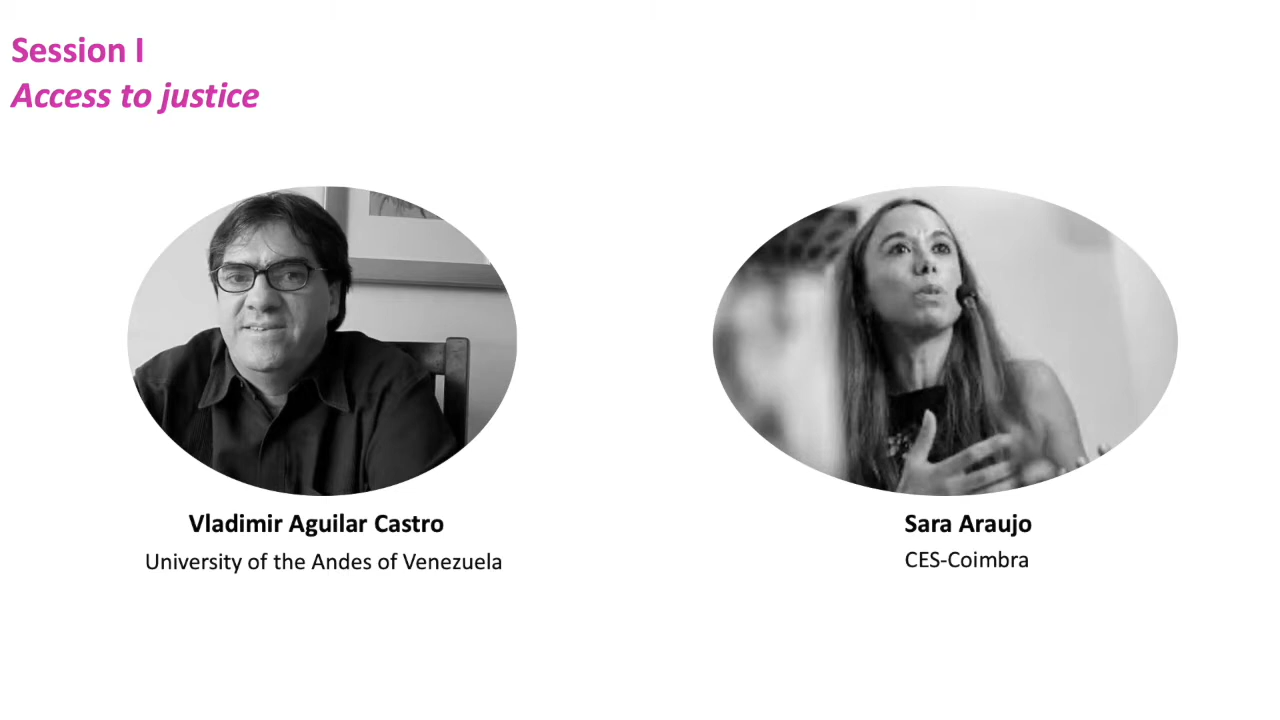 Session I
Access to justice
Vladimir Aguilar Castro
University of the Andes of Venezuela
Sara Araujo
CES-Coimbra